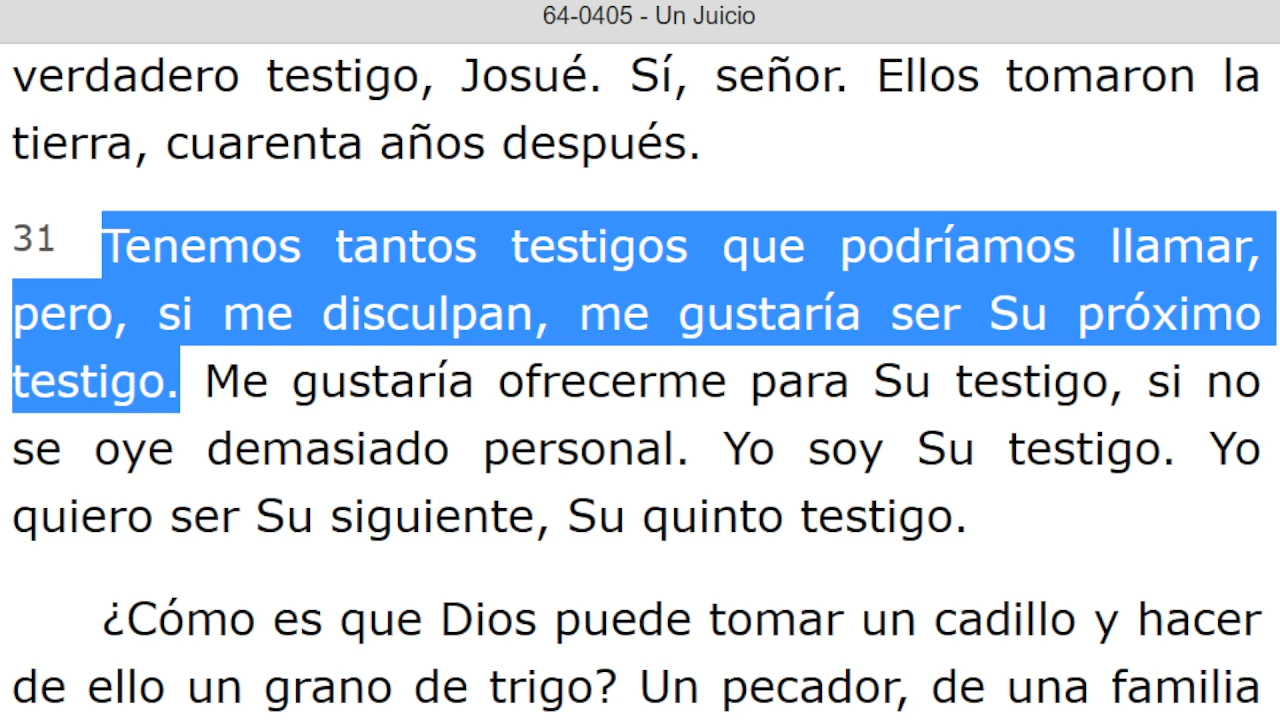 64-0405 - Un Juicio
verdadero testigo, Josué. Sí, señor. Ellos tomaron la
tierra, cuarenta años después.
31 Tenemos tantos testigos que podríamos llamar,
pero, si me disculpan, me gustaría ser Su próximo
testigo. Me gustaría ofrecerme para Su testigo, si no
se oye demasiado personal. Yo soy Su testigo. Yo
quiero ser Su siguiente, Su quinto testigo.
¿Cómo es que Dios puede tomar un cadillo y hacer
de ello un grano de trigo? Un pecador, de una familia